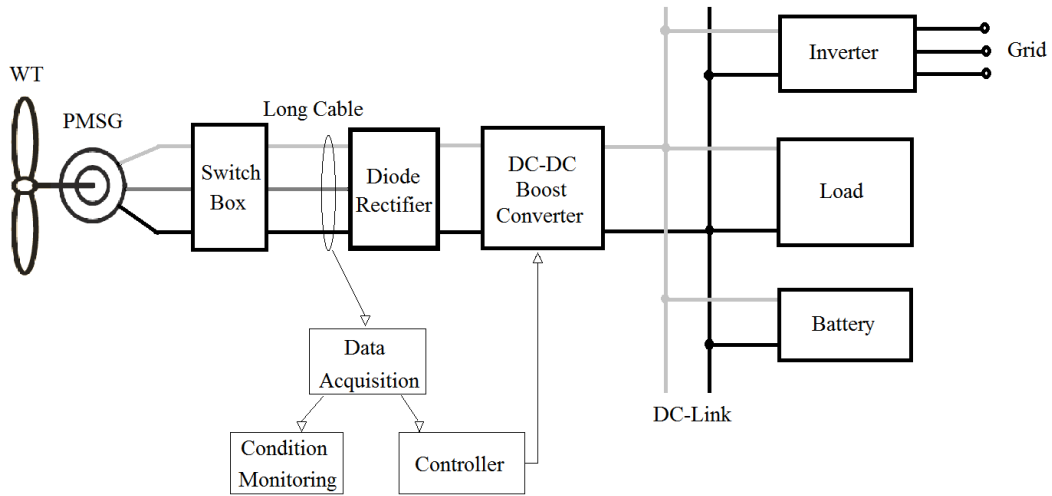 WT
PMSG
Switch
Box
Long Cable
Diode
Rectifier
DC-DC
Boost
Converter
Inverter
Grid
Load
Battery
DC-Link
Data
Acquisition
Condition
Monitoring
Controller